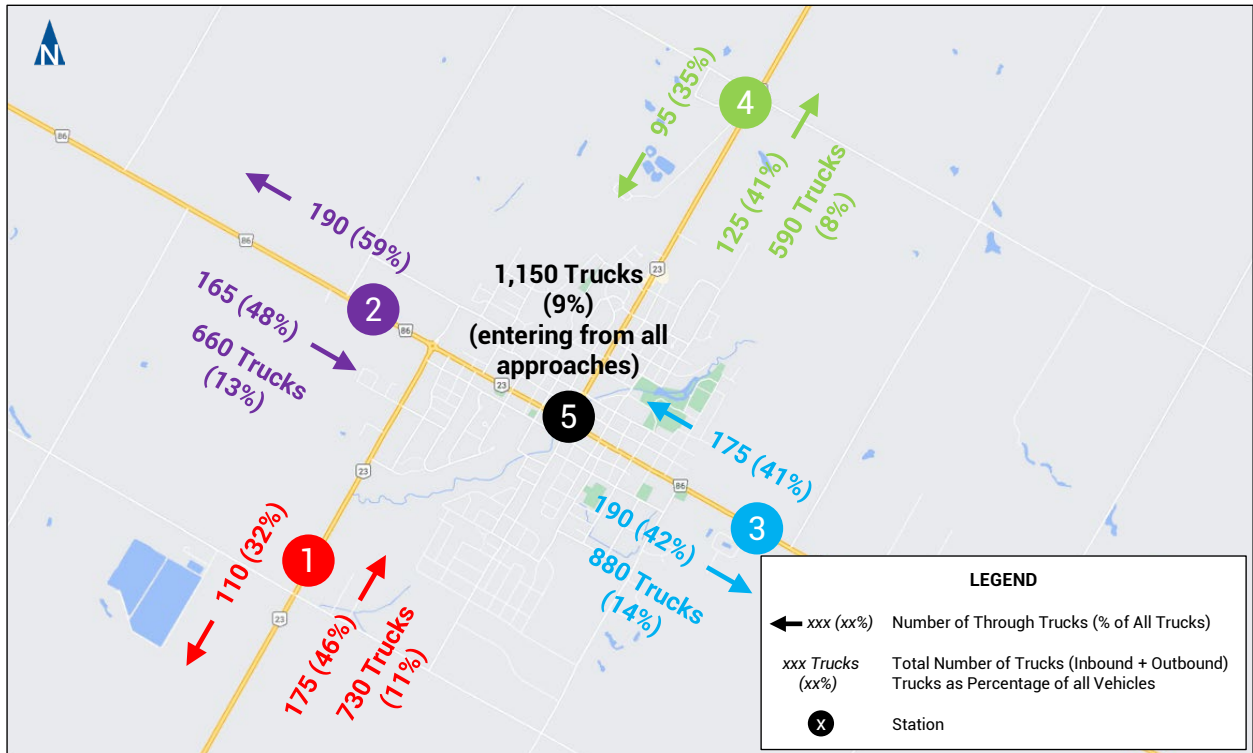 N
86
86
86
23
23
23
86
23
23
4
95 (35%)
125 (41%)
590 Trucks
(8%)
190 (59%)
2
165 (48%)
660 Trucks
(13%)
1,150 Trucks
(9%)
(entering from all
approaches)
5
175 (41%)
3
190 (42%)
880 Trucks
(14%)
1
110 (32%)
175 (46%)
730 Trucks
(11%)
LEGEND
xxx (xx%) Number of Through Trucks (% of All Trucks)
xxx Trucks Total Number of Trucks (Inbound + Outbound)
(xx%) Trucks as Percentage of all Vehicles
X Station